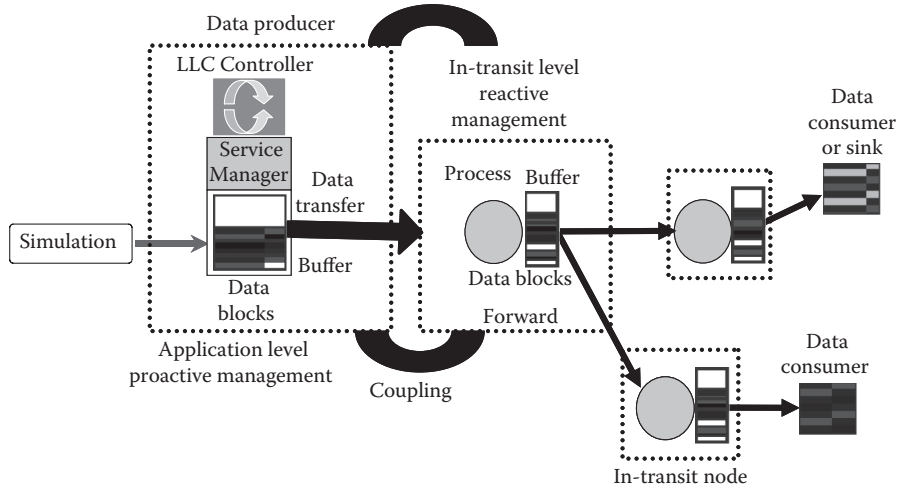 Data producer
LLC Controller
Service
Manager
Data
transfer
Simulation
Buffer
Data
blocks
Application level
proactive management
Coupling
In-transit level
reactive
management
Process
Buffer
Data blocks
Forward
Data
consumer
or sink
Data
consumer
In-transit node